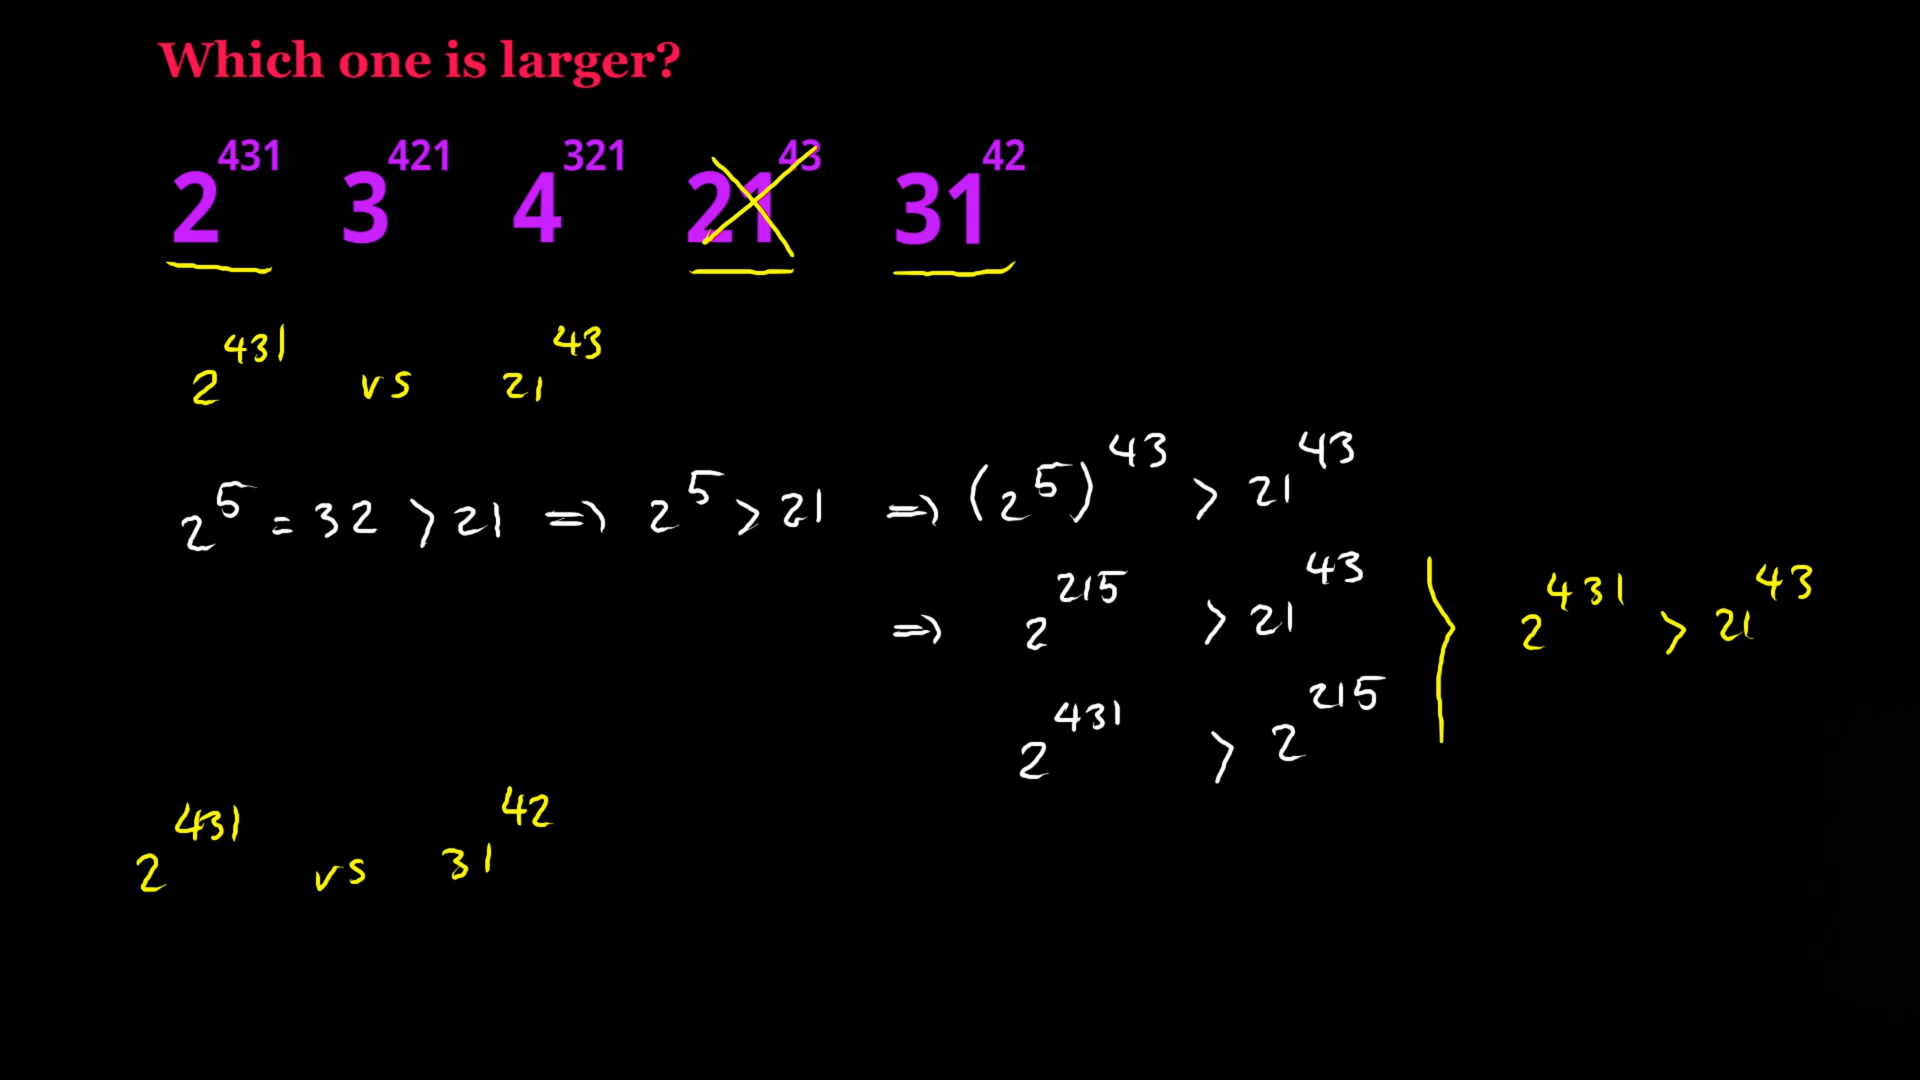 Which one is larger?
2^431 3^421 4^321 21^43 31^42
2^431 vs 21^43
2^5 = 32 > 21 => 2^5 > 21 => (2^5)^43 > 21^43
=> 2^215 > 21^43
2^431 > 21^43
2^431 > 2^215
2^431 vs 31^42